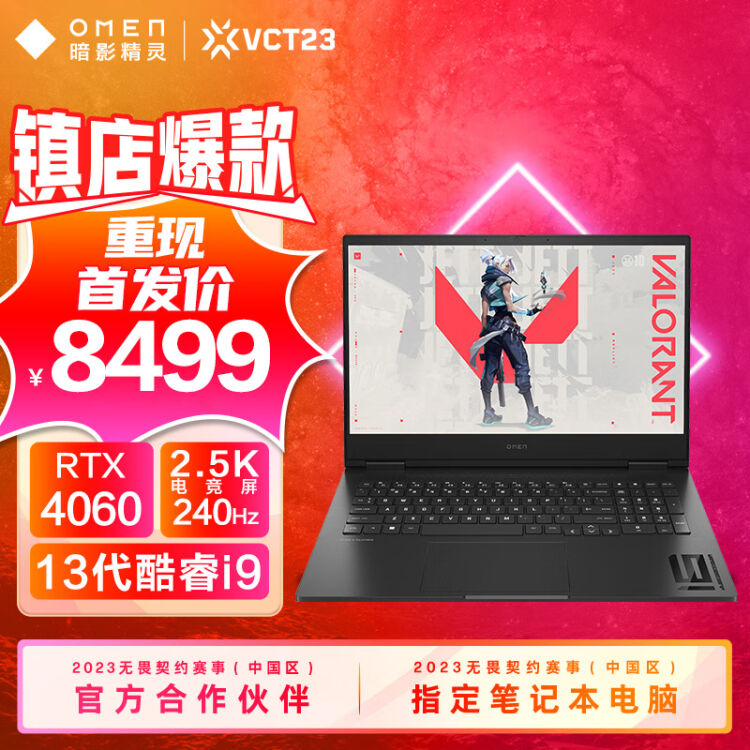 OMEN
暗影精灵
VCT23
镇店爆款
重现
首发价
¥8499
RTX
4060
2.5K
电竞屏
240Hz
13代酷睿i9
VALORANT
OMEN
2023无畏契约赛事(中国区)
官方合作伙伴
2023无畏契约赛事(中国区)
指定笔记本电脑